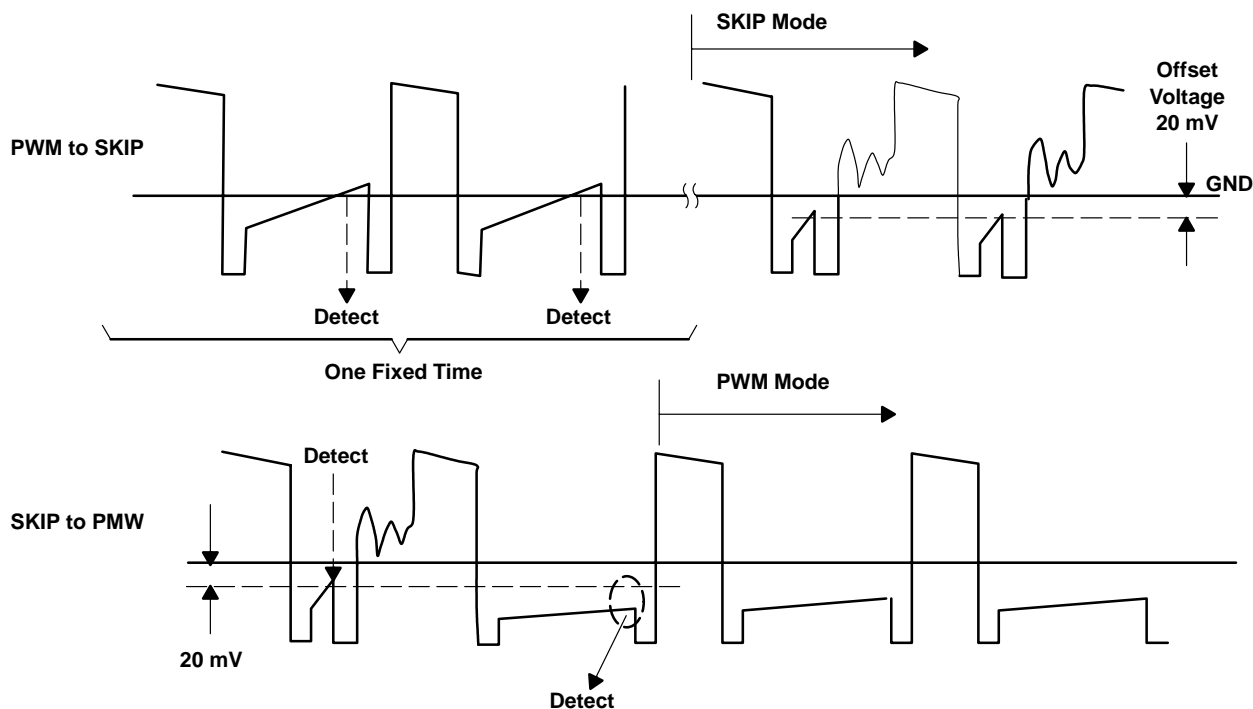 SKIP Mode
Offset
Voltage
20 mV
PWM to SKIP
GND
Detect
Detect
One Fixed Time
PWM Mode
Detect
SKIP to PMW
20 mV
Detect